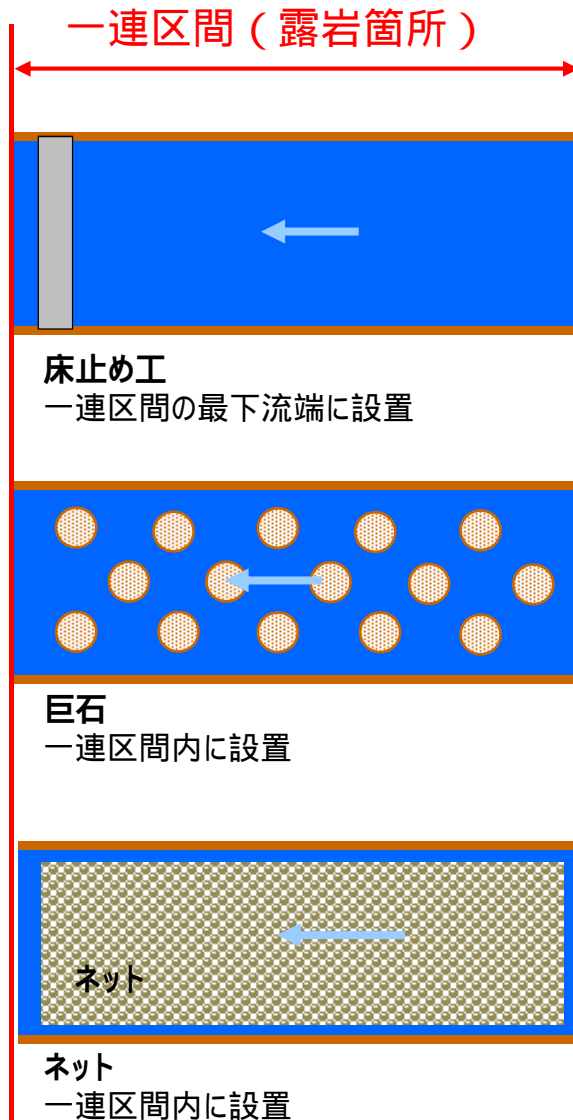 一連区間(露岩箇所)
床止め工
一連区間の最下流端に設置
巨石
一連区間内に設置
ネット
ネット
一連区間内に設置